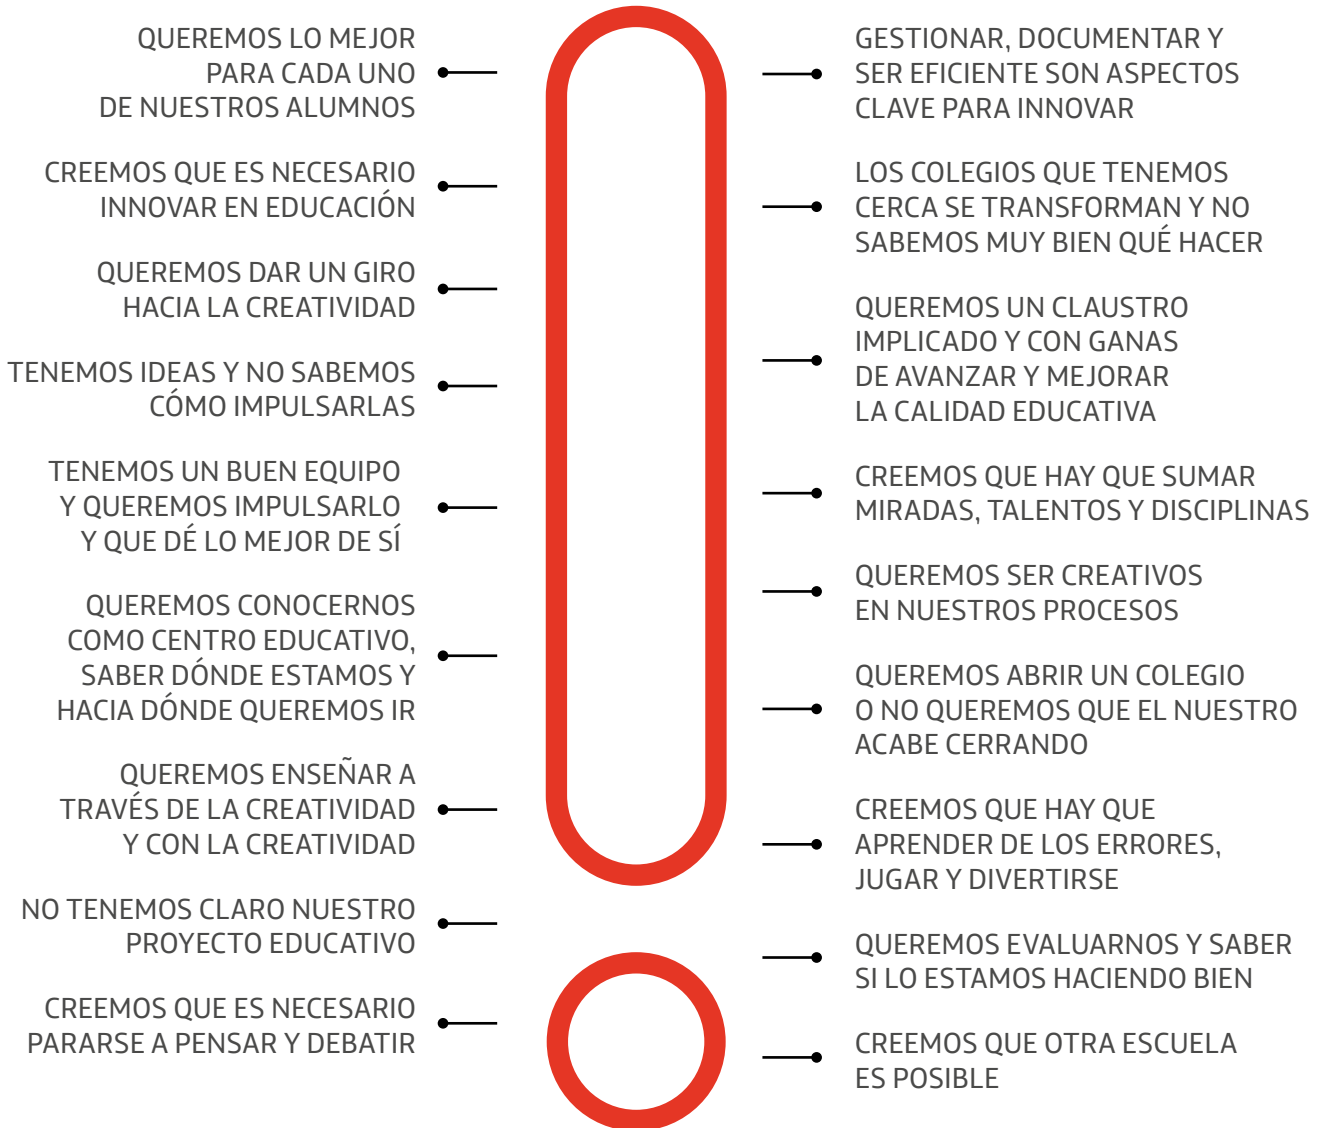 QUEREMOS LO MEJOR
PARA CADA UNO
DE NUESTROS ALUMNOS
CREEMOS QUE ES NECESARIO
INNOVAR EN EDUCACIÓN
QUEREMOS DAR UN GIRO
HACIA LA CREATIVIDAD
TENEMOS IDEAS Y NO SABEMOS
CÓMO IMPULSARLAS
TENEMOS UN BUEN EQUIPO
Y QUEREMOS IMPULSARLO
Y QUE DÉ LO MEJOR DE SÍ
QUEREMOS CONOCERNOS
COMO CENTRO EDUCATIVO,
SABER DÓNDE ESTAMOS Y
HACIA DÓNDE QUEREMOS IR
QUEREMOS ENSEÑAR A
TRAVÉS DE LA CREATIVIDAD
Y CON LA CREATIVIDAD
NO TENEMOS CLARO NUESTRO
PROYECTO EDUCATIVO
CREEMOS QUE ES NECESARIO
PARARSE A PENSAR Y DEBATIR
GESTIONAR, DOCUMENTAR Y
SER EFICIENTE SON ASPECTOS
CLAVE PARA INNOVAR
LOS COLEGIOS QUE TENEMOS
CERCA SE TRANSFORMAN Y NO
SABEMOS MUY BIEN QUÉ HACER
QUEREMOS UN CLAUSTRO
IMPLICADO Y CON GANAS
DE AVANZAR Y MEJORAR
LA CALIDAD EDUCATIVA
CREEMOS QUE HAY QUE SUMAR
MIRADAS, TALENTOS Y DISCIPLINAS
QUEREMOS SER CREATIVOS
EN NUESTROS PROCESOS
QUEREMOS ABRIR UN COLEGIO
O NO QUEREMOS QUE EL NUESTRO
ACABE CERRANDO
CREEMOS QUE HAY QUE
APRENDER DE LOS ERRORES,
JUGAR Y DIVERTIRSE
QUEREMOS EVALUARNOS Y SABER
SI LO ESTAMOS HACIENDO BIEN
CREEMOS QUE OTRA ESCUELA
ES POSIBLE